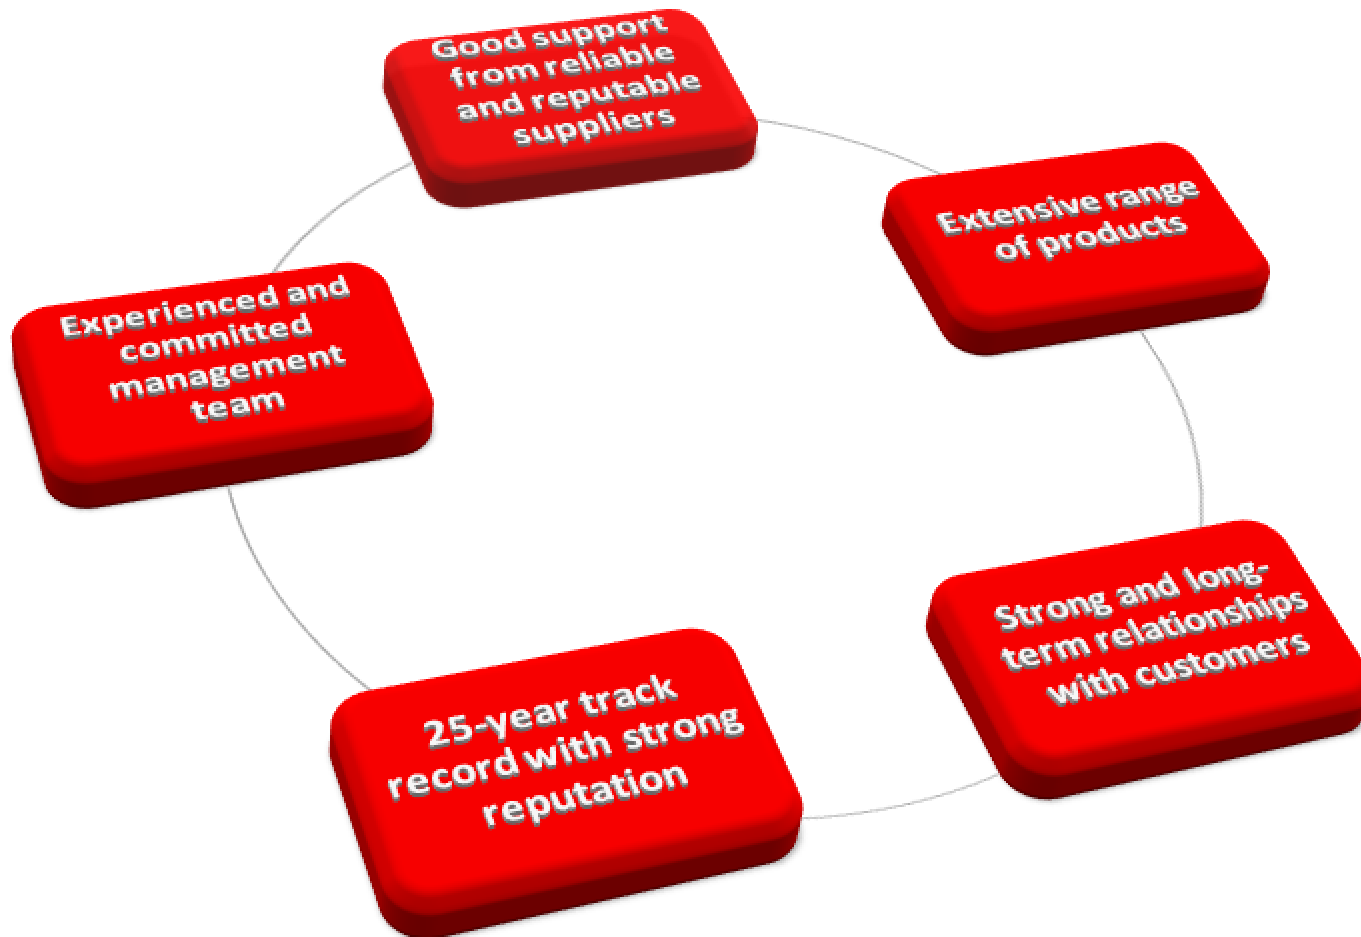 Good support
from reliable
and reputable
suppliers
Extensive range
of products
Strong and long-
term relationships
with customers
25-year track
record with strong
reputation
Experienced and
committed
management
team